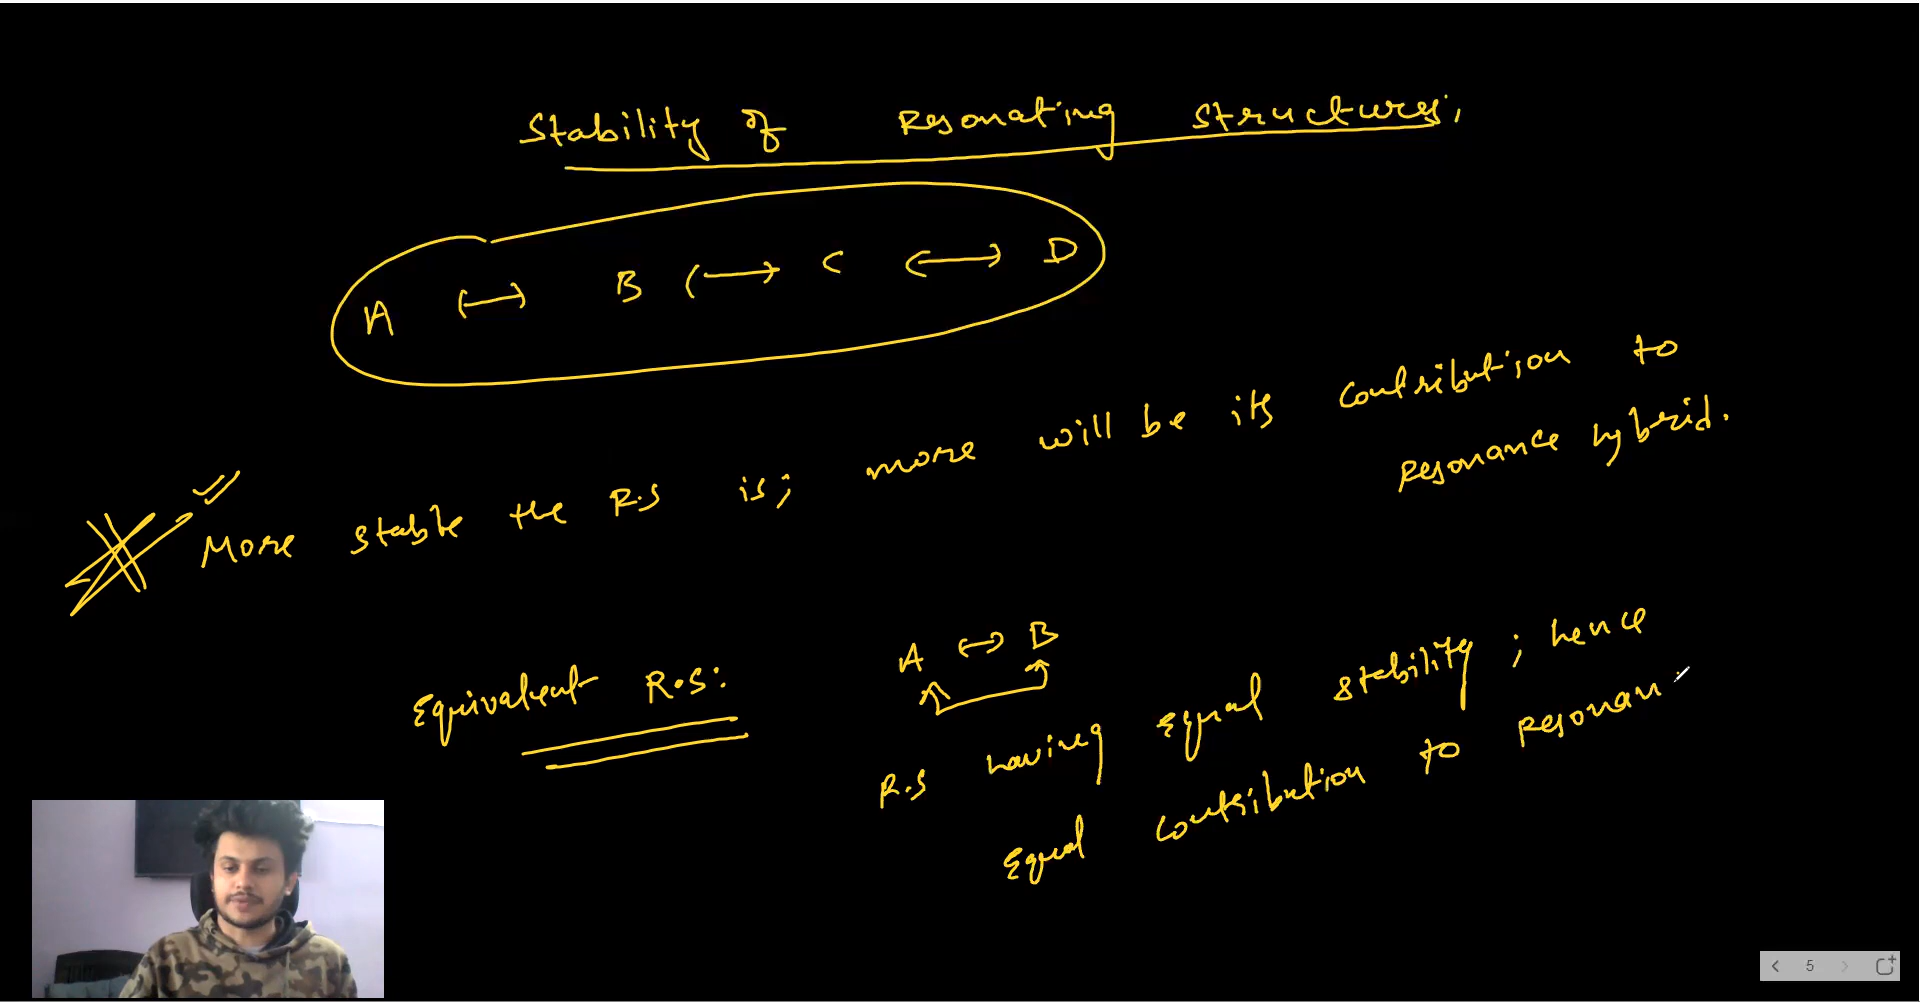 Stability of Resonating Structures.
A ↔ B ↔ C ↔ D
More stable the R.S is; more will be its contribution to
Resonance hybrid.
Equivalent R.S:
A ↔ B
R.S having Equal stability; hence
Equal contribution to Resonan
5